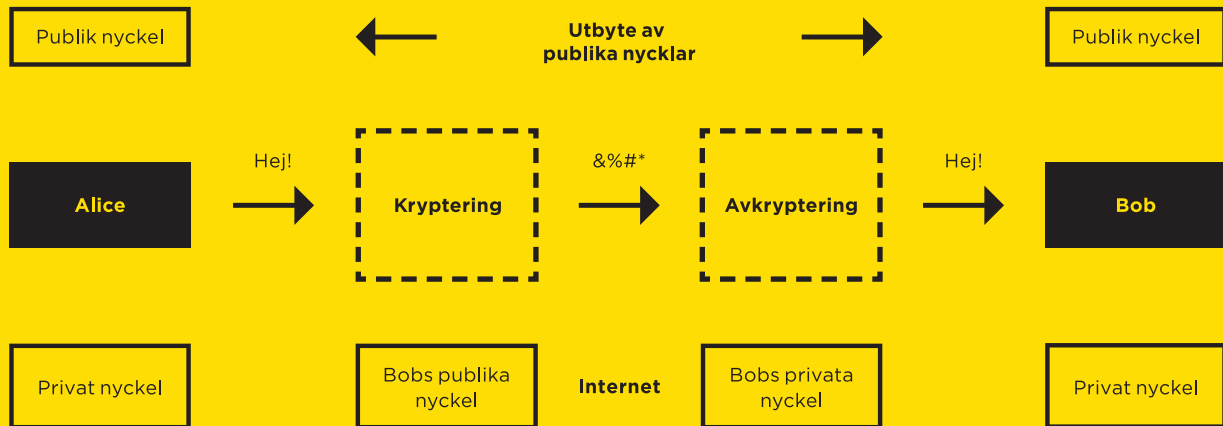 Publik nyckel
Utbyte av
publika nycklar
Publik nyckel
Hej!
&%#*
Hej!
Alice
Kryptering
Avkryptering
Bob
Privat nyckel
Bobs publika
nyckel
Internet
Bobs privata
nyckel
Privat nyckel